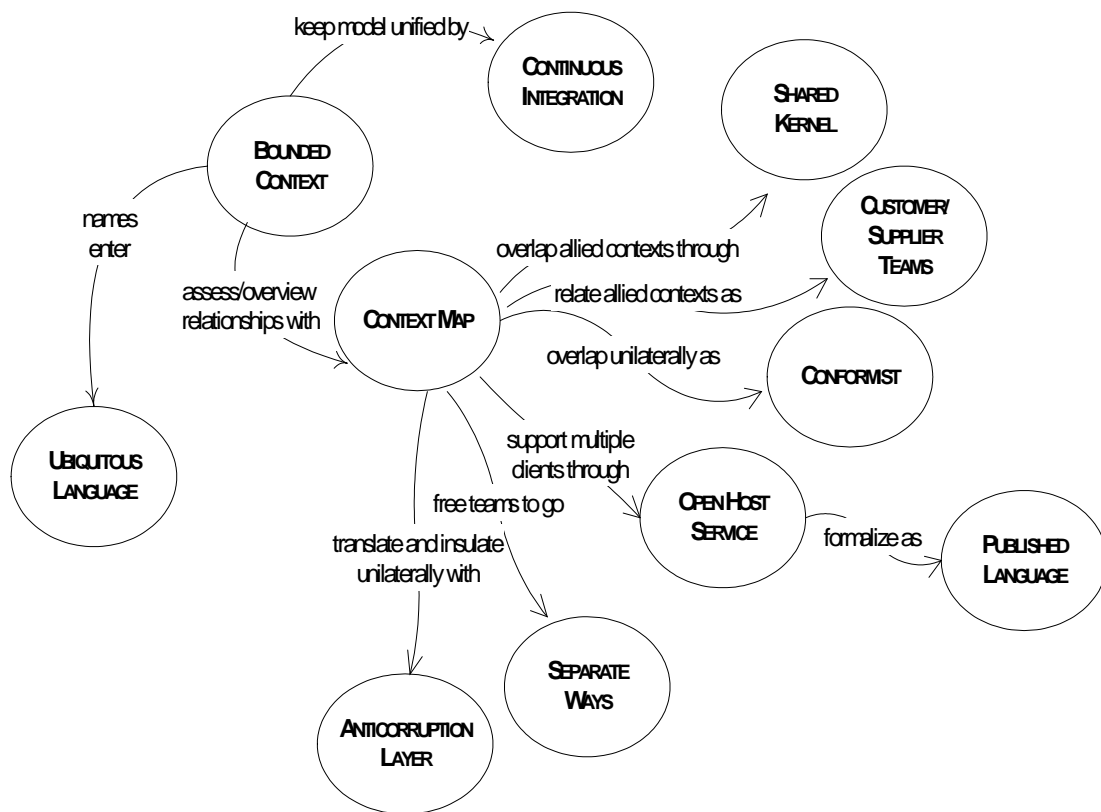 keep model unified by
CONTINUOUS
INTEGRATION
SHARED
KERNEL
BOUNDED
CONTEXT
names
enter
CUSTOMER/
SUPPLIER
TEAMS
overlap allied contexts through
assess/overview
relationships with
relate allied contexts as
CONTEXT MAP
overlap unilaterally as
CONFORMIST
support multiple
clients through
UBIQUITOUS
LANGUAGE
free teams to go
OPEN HOST
SERVICE
formalize as
PUBLISHED
LANGUAGE
translate and insulate
unilaterally with
SEPARATE
WAYS
ANTICORRUPTION
LAYER